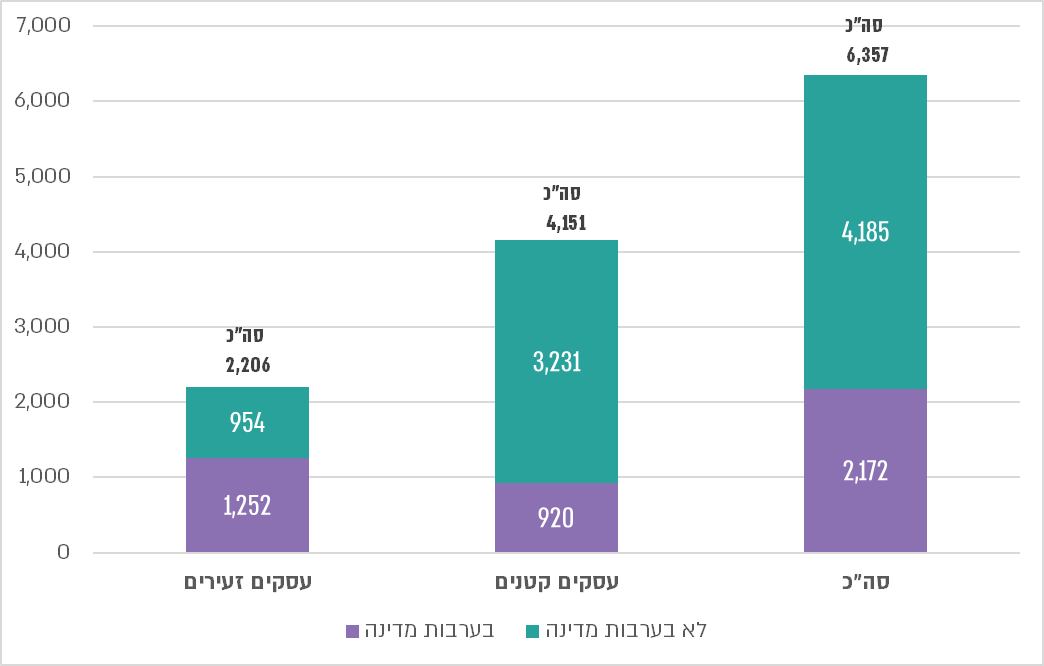 7,000
6,000
5,000
4,000
3,000
2,000
1,000
0
סה"כ
2,206
954
1,252
סה"כ
4,151
3,231
920
סה"כ
6,357
4,185
2,172
עסקים זעירים
עסקים קטנים
סה"כ
בערבות מדינה
לא בערבות מדינה